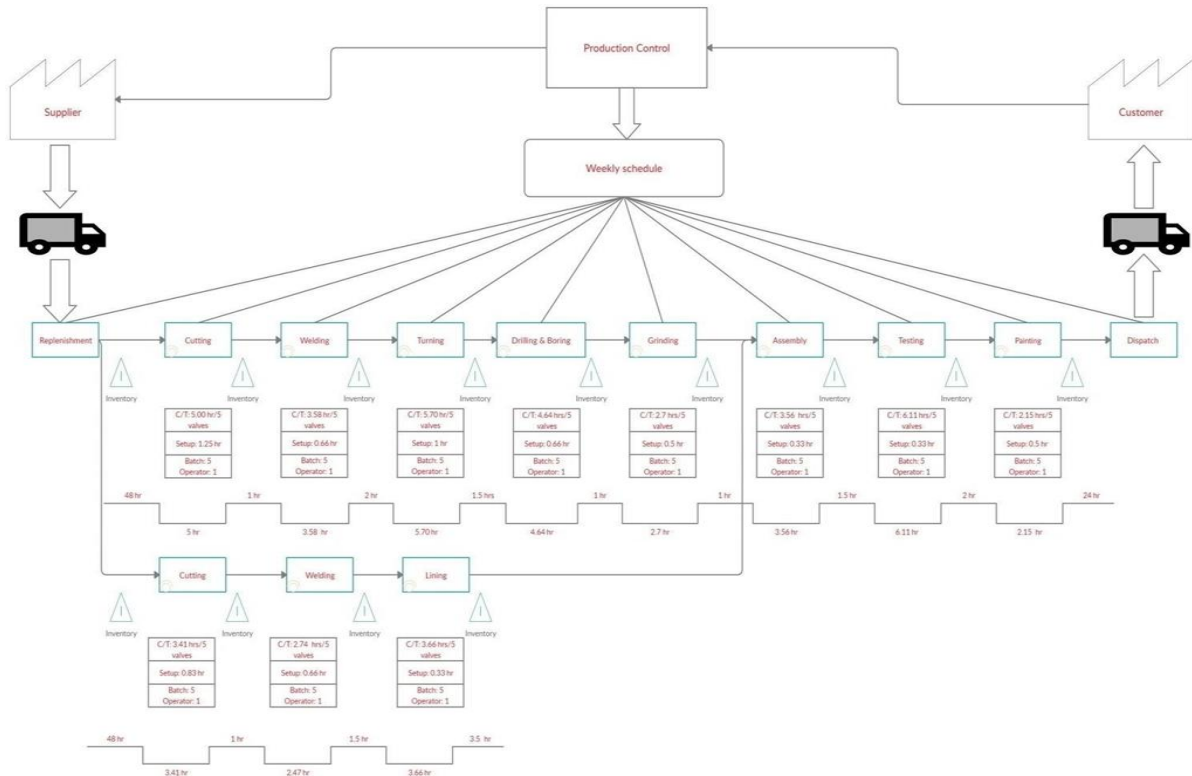 Production Control
Supplier
Customer
Weekly schedule
Replenishment
Cutting
Welding
Turning
Drilling & Boring
Grinding
Assembly
Testing
Painting
Dispatch
Inventory
Inventory
Inventory
Inventory
Inventory
Inventory
Inventory
Inventory
Inventory
C/T: 5.00 hr/5
valves
Setup: 1.25 hr
Batch: 5
Operator: 1
C/T: 3.58 hr/5
valves
Setup: 0.66 hr
Batch: 5
Operator: 1
C/T: 5.70 hr/5
valves
Setup: 1 hr
Batch: 5
Operator: 1
C/T: 4.64 hr/5
valves
Setup: 0.66 hr
Batch: 5
Operator: 1
C/T: 2.7 hr/5
valves
Setup: 0.5 hr
Batch: 5
Operator: 1
C/T: 3.56 hr/5
valves
Setup: 0.33 hr
Batch: 5
Operator: 1
C/T: 6.11 hr/5
valves
Setup: 0.33 hr
Batch: 5
Operator: 1
C/T: 2.15 hr/5
valves
Setup: 0.5 hr
Batch: 5
Operator: 1
48 hr
1 hr
2 hr
1.5 hrs
1 hr
1 hr
1.5 hr
2 hr
24 hr
5 hr
3.58 hr
5.70 hr
4.64 hr
2.7 hr
3.56 hr
6.11 hr
2.15 hr
Cutting
Welding
Lining
Inventory
Inventory
Inventory
Inventory
C/T: 3.41 hrs/5
valves
Setup: 0.83 hr
Batch: 5
Operator: 1
C/T: 2.74 hrs/5
valves
Setup: 0.66 hr
Batch: 5
Operator: 1
C/T: 3.66 hrs/5
valves
Setup: 0.33 hr
Batch: 5
Operator: 1
48 hr
1 hr
1.5 hr
3.5 hr
3.41 hr
2.47 hr
3.66 hr